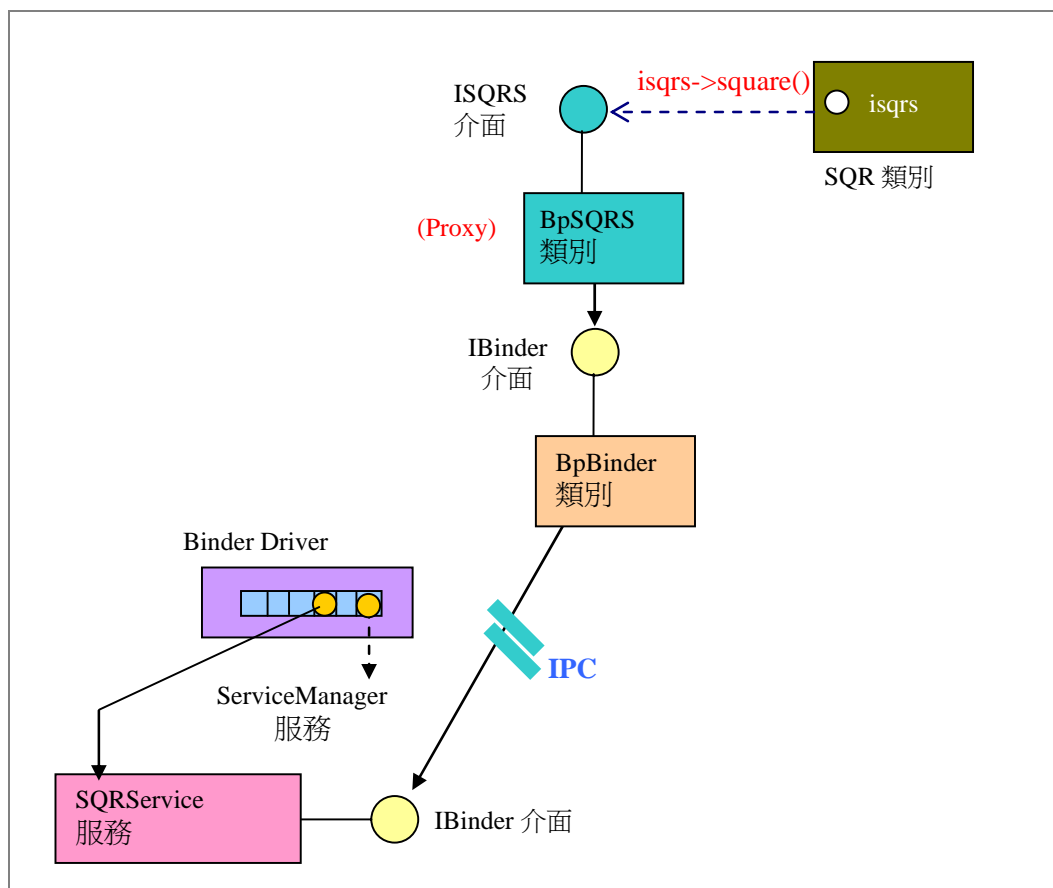 isqrs->square()
ISQRS
介面
isqrs
SQR 類別
(Proxy)
BpSQRS
類別
IBinder
介面
BpBinder
類別
Binder Driver
IPC
ServiceManager
服務
SQRService
服務
IBinder 介面